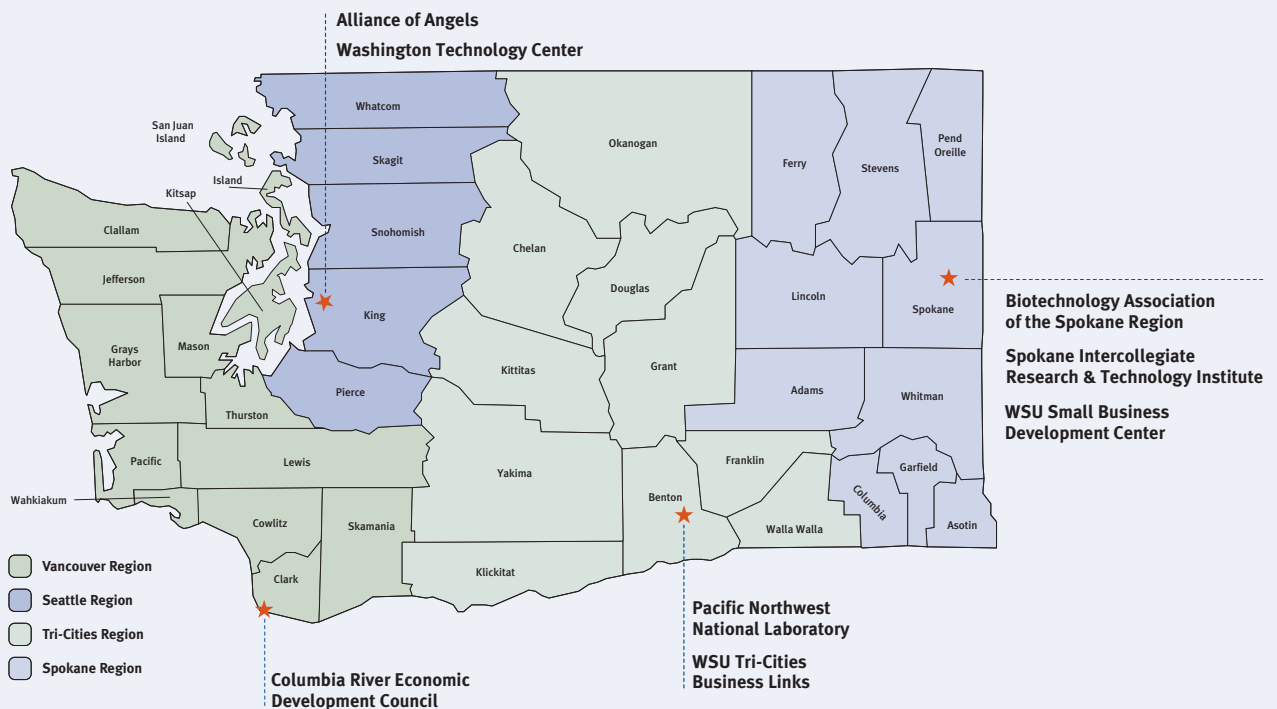 Alliance of Angels
Washington Technology Center
Whatcom
San Juan
Island
Skagit
Island
Kitsap
Clallam
Snohomish
Jefferson
King
Grays
Harbor
Mason
Pierce
Thurston
Pacific
Lewis
Wahkiakum
Cowlitz
Skamania
Clark
Okanogan
Chelan
Douglas
Kittitas
Grant
Yakima
Benton
Franklin
Walla Walla
Klickitat
Ferry
Stevens
Pend
Oreille
Lincoln
Spokane
Adams
Whitman
Garfield
Columbia
Asotin
Biotechnology Association
of the Spokane Region
Spokane Intercollegiate
Research & Technology Institute
WSU Small Business
Development Center
Vancouver Region
Seattle Region
Tri-Cities Region
Spokane Region
Columbia River Economic
Development Council
Pacific Northwest
National Laboratory
WSU Tri-Cities
Business Links